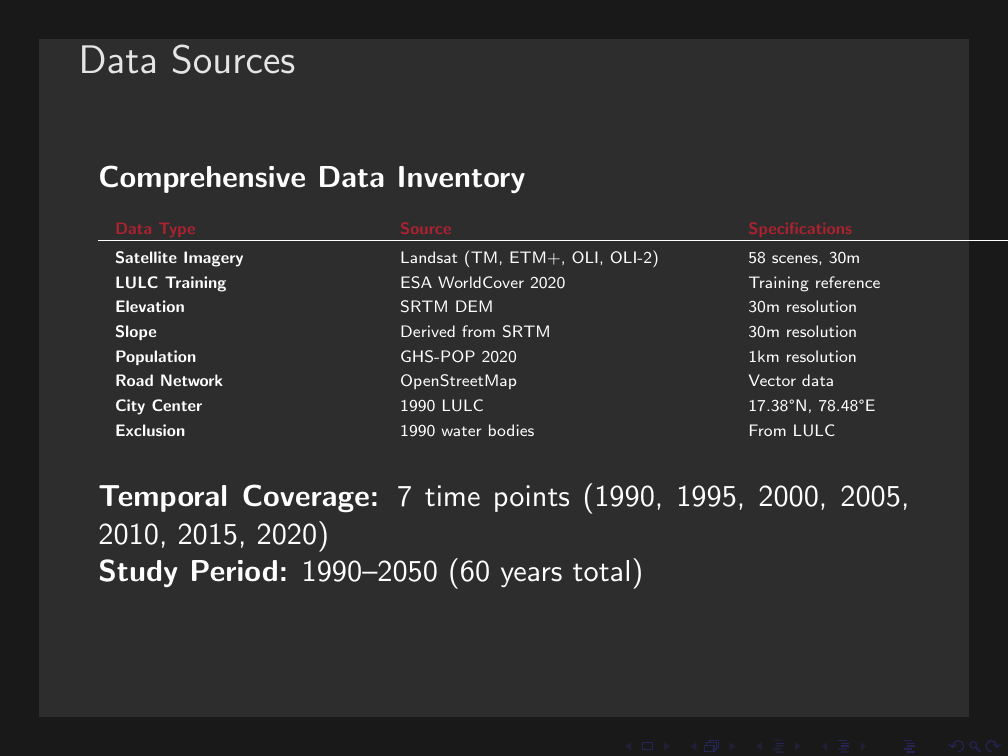 Data Sources
Comprehensive Data Inventory
Data Type Source Specifications
Satellite Imagery Landsat (TM, ETM+, OLI, OLI-2) 58 scenes, 30m
LULC Training ESA WorldCover 2020 Training reference
Elevation SRTM DEM 30m resolution
Slope Derived from SRTM 30m resolution
Population GHS-POP 2020 1km resolution
Road Network OpenStreetMap Vector data
City Center 1990 LULC 17.38°N, 78.48°E
Exclusion 1990 water bodies From LULC
Temporal Coverage: 7 time points (1990, 1995, 2000, 2005,
2010, 2015, 2020)
Study Period: 1990–2050 (60 years total)